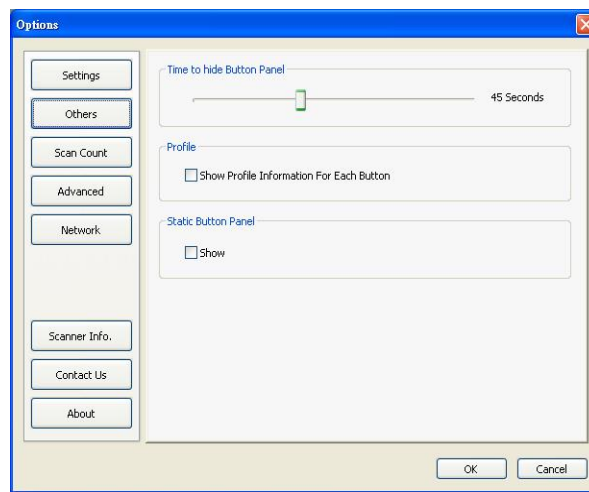 Options
Settings
Others
Scan Count
Advanced
Network
Scanner Info.
Contact Us
About
Time to hide Button Panel
45 Seconds
Profile
Show Profile Information For Each Button
Static Button Panel
Show
OK
Cancel